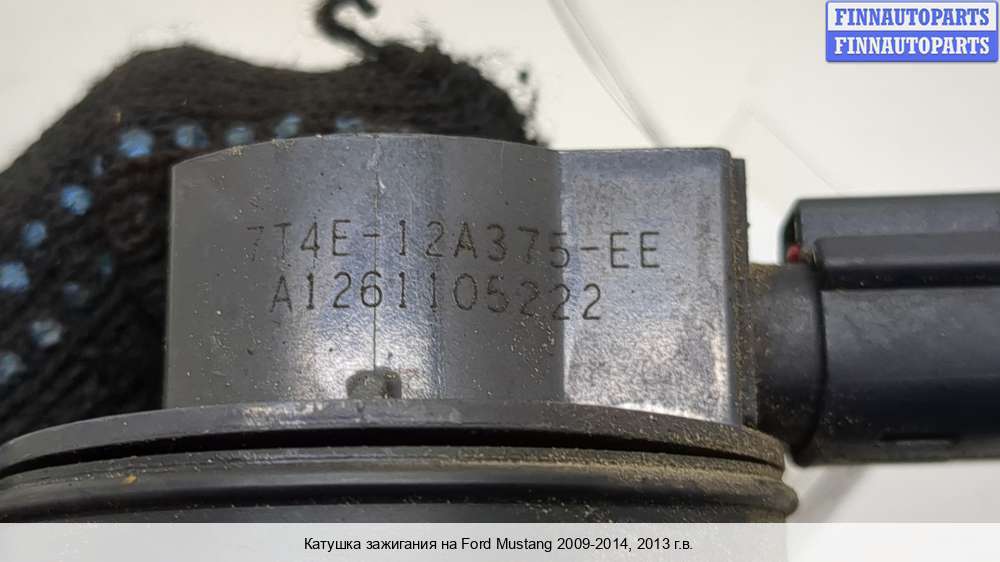 FINNAUTOPARTS
FINNAUTOPARTS
7T4E-12A375-EE
A1261105222
Катушка зажигания на Ford Mustang 2009-2014, 2013 г.в.